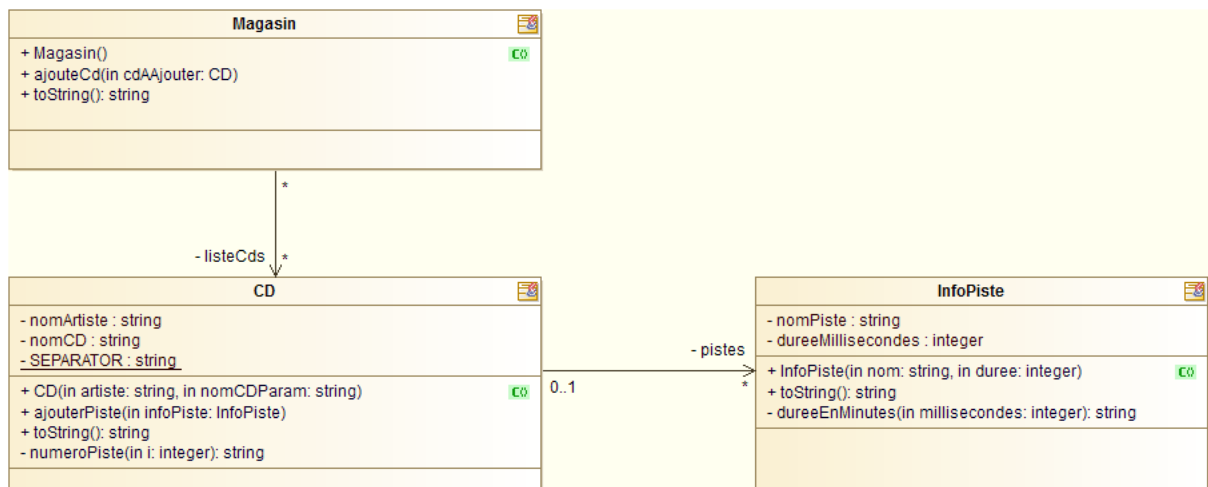 Magasin
+ Magasin()
+ ajouteCd(in cdAAjouter: CD)
+ toString(): string
*
- listeCds
*
CD
- nomArtiste : string
- nomCD : string
- SEPARATOR : string
+ CD(in artiste: string, in nomCDParam: string)
+ ajouterPiste(in infoPiste: InfoPiste)
+ toString(): string
- numeroPiste(in i: integer): string
0..1
- pistes
*
InfoPiste
- nomPiste : string
- dureeMillisecondes : integer
+ InfoPiste(in nom: string, in duree: integer)
+ toString(): string
- dureeEnMinutes(in millisecondes: integer): string